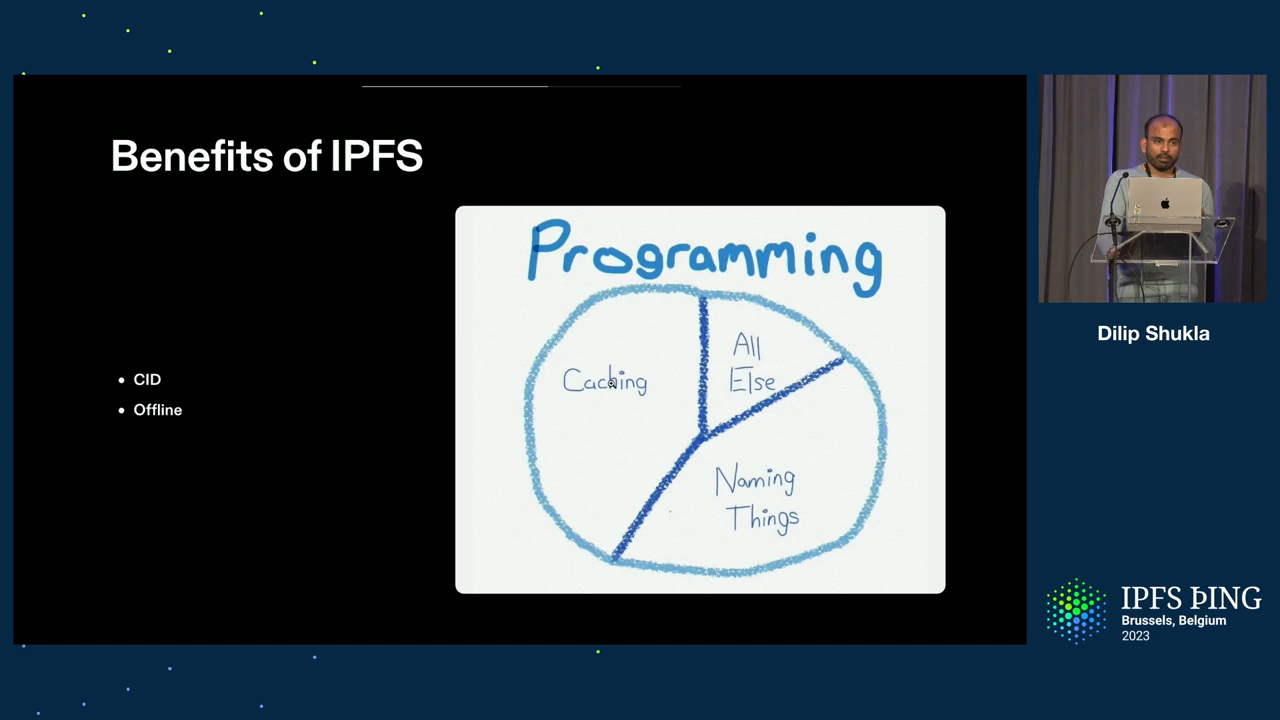 Benefits of IPFS
CID
Offline
Programming
Caching
All
Else
Naming
Things
Dilip Shukla
IPFS ÞING
Brussels, Belgium
2023